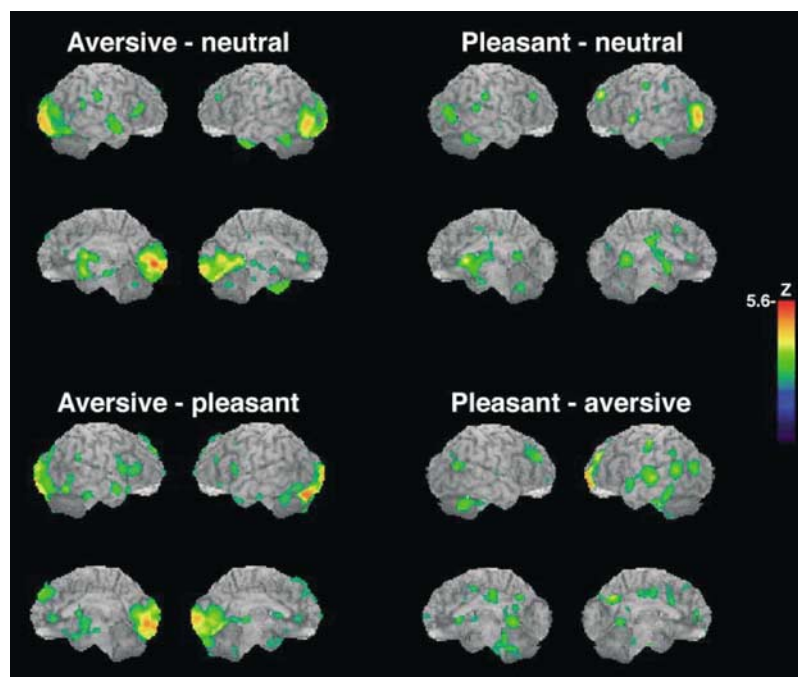 Aversive - neutral
Pleasant - neutral
Z
5.6-
Aversive - pleasant
Pleasant - aversive